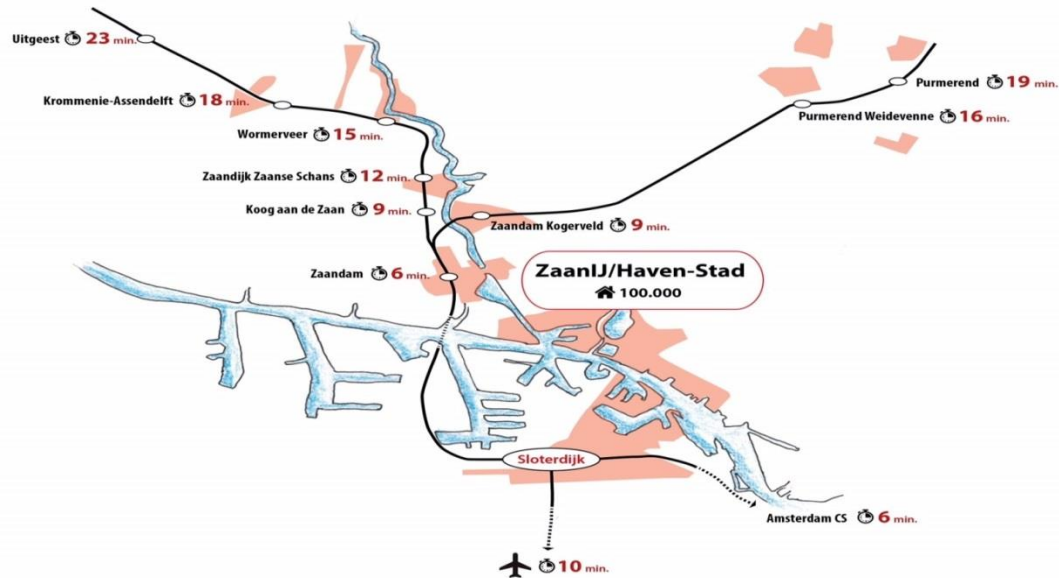 Uitgeest 23 min.
Krommenie-Assendelft 18 min.
Wormerveer 15 min.
Zaandijk Zaanse Schans 12 min.
Koog aan de Zaan 9 min.
Zaandam 6 min.
Purmerend 19 min.
Purmerend Weidevenne 16 min.
Zaandam Kogerveld 9 min.
ZaanIJ/Haven-Stad
100.000
Sloterdijk
Amsterdam CS 6 min.
10 min.